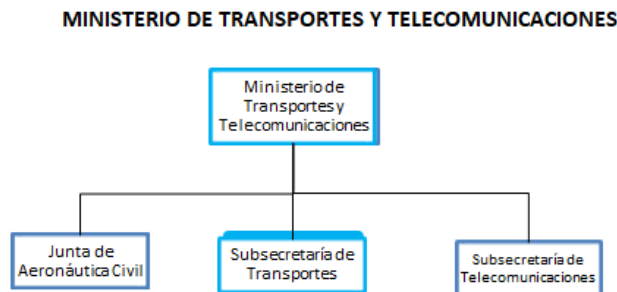 MINISTERIO DE TRANSPORTES Y TELECOMUNICACIONES
Ministerio de
Transportes y
Telecomunicaciones
Junta de
Aeronáutica Civil
Subsecretaría de
Transportes
Subsecretaría de
Telecomunicaciones